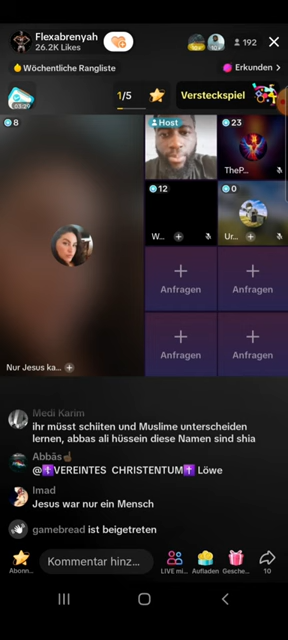 Flexabrenyah
26.2K Likes
192
Wöchentliche Rangliste
Erkunden >
03:29
1/5
Versteckspiel
8
Host
23
ThePr...
12
0
W...
Ur...
Anfragen
Anfragen
Anfragen
Anfragen
Nur Jesus ka...
Medi Karim
ihr müsst schiiten und Muslime unterscheiden
lernen, abbas ali hüssein diese Namen sind shia
Abbās☝🏾
@✝️VEREINTES CHRISTENTUM✝️ Löwe
Imad
Jesus war nur ein Mensch
gamebread ist beigetreten
Kommentar hinz...
Abonn...
LIVE mi...
Aufladen
Gesche...
10